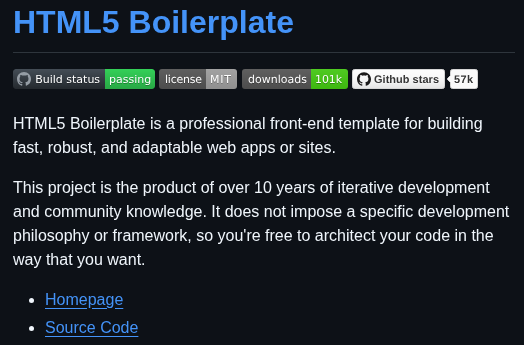 HTML5 Boilerplate
Build status passing license MIT downloads 101k Github stars 57k
HTML5 Boilerplate is a professional front-end template for building
fast, robust, and adaptable web apps or sites.
This project is the product of over 10 years of iterative development
and community knowledge. It does not impose a specific development
philosophy or framework, so you're free to architect your code in the
way that you want.
• Homepage
• Source Code